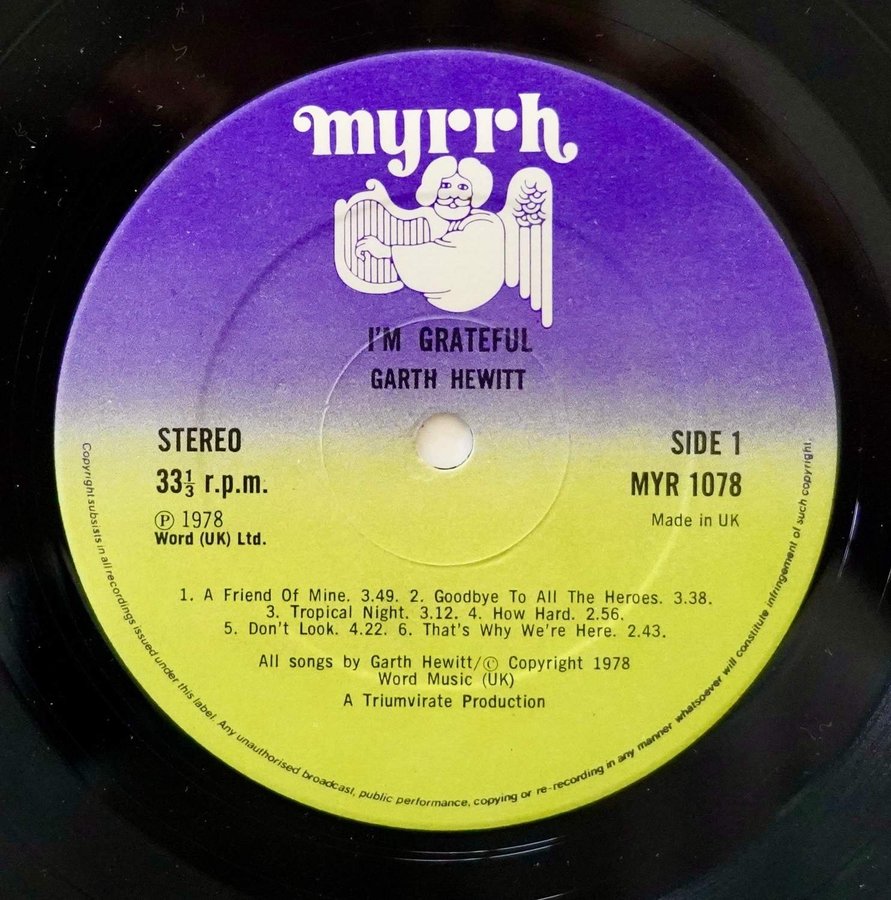 myrrh
I'M GRATEFUL
GARTH HEWITT
STEREO
33⅓ r.p.m.
Ⓟ 1978
Word (UK) Ltd.
SIDE 1
MYR 1078
Made in UK
1. A Friend Of Mine. 3.49. 2. Goodbye To All The Heroes. 3.38.
3. Tropical Night. 3.12. 4. How Hard. 2.56.
5. Don't Look. 4.22. 6. That's Why We're Here. 2.43.
All songs by Garth Hewitt/© Copyright 1978
Word Music (UK)
A Triumvirate Production
Copyright subsists in all recordings issued under this label. Any unauthorised broadcast, public performance, copying or re-recording in any manner whatsoever will constitute infringement of such copyright.